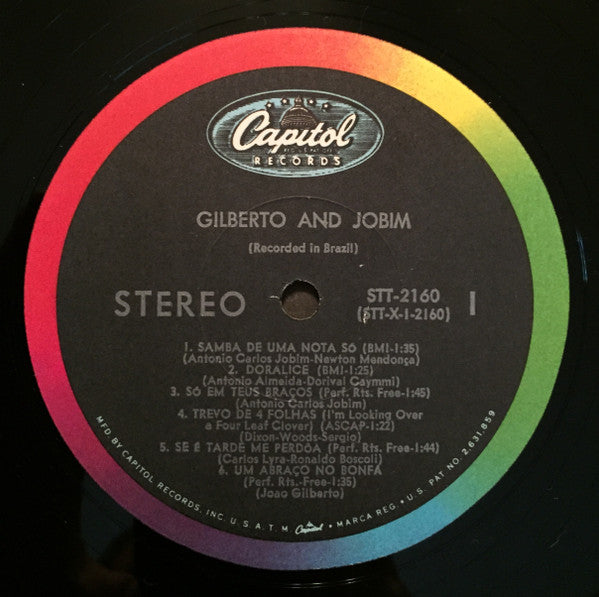 Capitol
RECORDS
GILBERTO AND JOBIM
(Recorded in Brazil)
STEREO
STT-2160
(STT-X-1-2160)
1
1. SAMBA DE UMA NOTA SÓ (BMI-1:35)
(Antonio Carlos Jobim-Newton Mendonça)
2. DORALICE (BMI-1:25)
(Antonio Almeida-Dorival Caymmi)
3. SÓ EM TEUS BRAÇOS (Perf. Rts. Free-1:45)
(Antonio Carlos Jobim)
4. TREVO DE 4 FOLHAS (I'm Looking Over
a Four Leaf Clover) (ASCAP-1:22)
(Dixon-Woods-Sergio)
5. SE É TARDE ME PERDÔA (Perf. Rts. Free-1:44)
(Carlos Lyra-Ronaldo Boscoli)
6. UM ABRAÇO NO BONFÁ
(Perf. Rts.-Free-1:35)
(Joao Gilberto)
MFD BY CAPITOL RECORDS, INC. U. S. A. T. M. Capitol • MARCA REG. • U.S. PAT. NO. 2,631,859